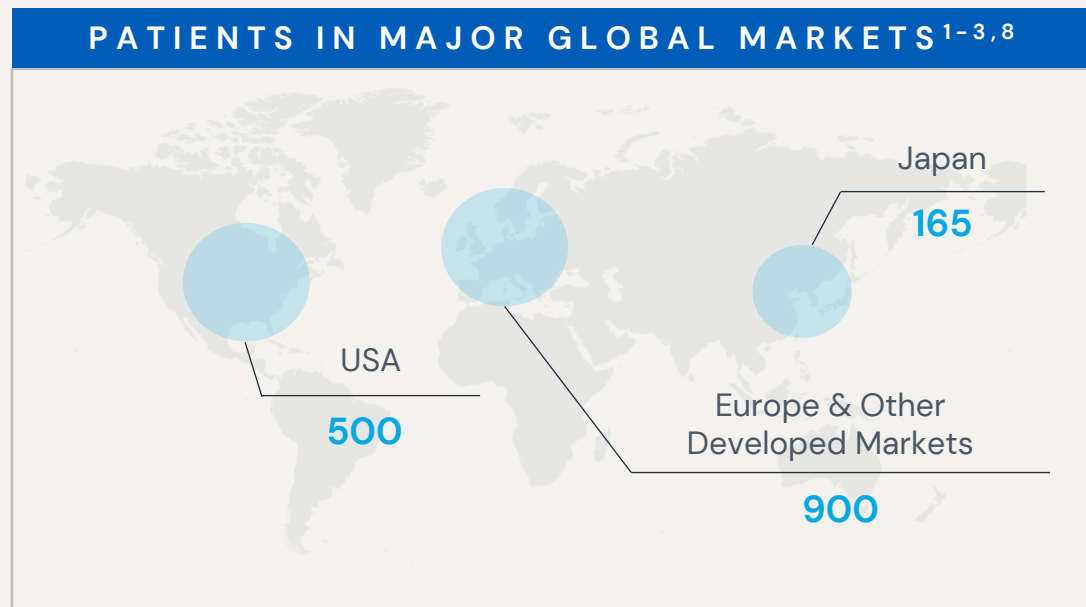 PATIENTS IN MAJOR GLOBAL MARKETS1-3,8
Japan
165
USA
500
Europe & Other
Developed Markets
900